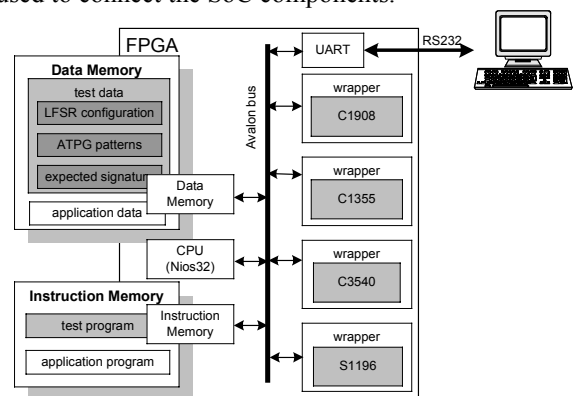 used to connect the SoC components.
FPGA
UART
RS232
Data Memory
test data
LFSR configuration
ATPG patterns
expected signature
application data
Data
Memory
Avalon bus
wrapper
C1908
wrapper
C1355
CPU
(Nios32)
wrapper
C3540
Instruction Memory
test program
application program
Instruction
Memory
wrapper
S1196